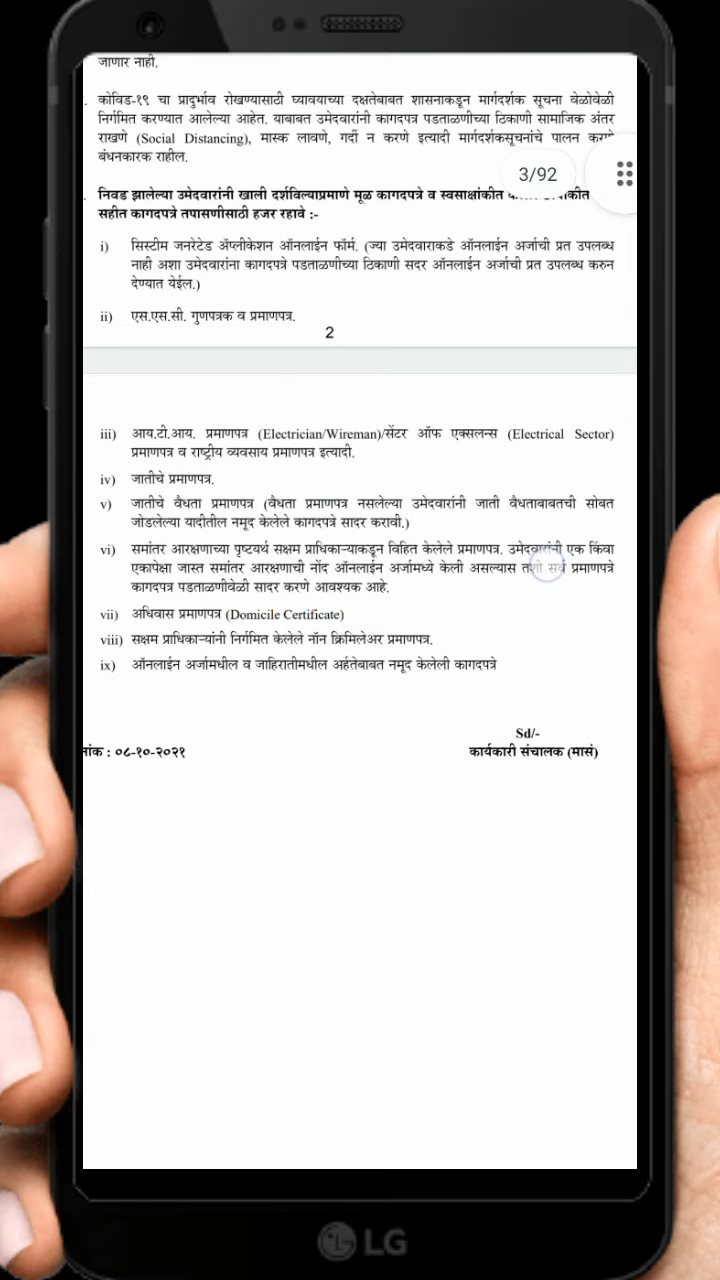 जाणार नाही.
. कोविड-१९ चा प्रादुर्भाव रोखण्यासाठी घ्यावयाच्या दक्षतेबाबत शासनाकडून मार्गदर्शक सूचना वेळोवेळी
निर्गमित करण्यात आलेल्या आहेत. याबाबत उमेदवारांनी कागदपत्र पडताळणीच्या ठिकाणी सामाजिक अंतर
राखणे (Social Distancing), मास्क लावणे, गर्दी न करणे इत्यादी मार्गदर्शकसूचनांचे पालन करणे
बंधनकारक राहील.
3/92
. निवड झालेल्या उमेदवारांनी खाली दर्शविल्याप्रमाणे मूळ कागदपत्रे व स्वसाक्षांकीत
सहीत कागदपत्रे तपासणीसाठी हजर रहावे :-
i) सिस्टीम जनरेटेड ॲप्लीकेशन ऑनलाईन फॉर्म. (ज्या उमेदवाराकडे ऑनलाईन अर्जाची प्रत उपलब्ध
नाही अशा उमेदवारांना कागदपत्रे पडताळणीच्या ठिकाणी सदर ऑनलाईन अर्जाची प्रत उपलब्ध करुन
देण्यात येईल.)
ii) एस.एस.सी. गुणपत्रक व प्रमाणपत्र.
2
iii) आय.टी.आय. प्रमाणपत्र (Electrician/Wireman)/सेंटर ऑफ एक्सलन्स (Electrical Sector)
प्रमाणपत्र व राष्ट्रीय व्यवसाय प्रमाणपत्र इत्यादी.
iv) जातीचे प्रमाणपत्र.
v) जातीचे वैधता प्रमाणपत्र (वैधता प्रमाणपत्र नसलेल्या उमेदवारांनी जाती वैधताबाबतची सोबत
जोडलेल्या यादीतील नमूद केलेले कागदपत्रे सादर करावी.)
vi) समांतर आरक्षणाच्या पृष्टयर्थ सक्षम प्राधिकाऱ्याकडून विहित केलेले प्रमाणपत्र. उमेदवारांनी एक किंवा
एकापेक्षा जास्त समांतर आरक्षणाची नोंद ऑनलाईन अर्जामध्ये केली असल्यास तशी सर्व प्रमाणपत्रे
कागदपत्र पडताळणीवेळी सादर करणे आवश्यक आहे.
vii) अधिवास प्रमाणपत्र (Domicile Certificate)
viii) सक्षम प्राधिकाऱ्यांनी निर्गमित केलेले नॉन क्रिमिलेअर प्रमाणपत्र.
ix) ऑनलाईन अर्जामधील व जाहिरातीमधील अर्हतेबाबत नमूद केलेली कागदपत्रे
Sd/-
नांक : ०८-१०-२०२१ कार्यकारी संचालक (मासं)
LG